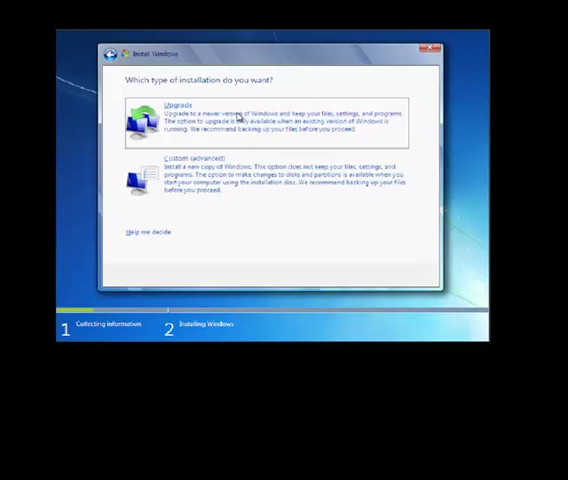 Install Windows
Which type of installation do you want?
Upgrade
Upgrade to a newer version of Windows and keep your files, settings, and programs.
The option to upgrade is only available when an existing version of Windows is
running. We recommend backing up your files before you proceed.
Custom (advanced)
Install a new copy of Windows. This option does not keep your files, settings, and
programs. The option to make changes to disks and partitions is available when you
start your computer using the installation disc. We recommend backing up your files
before you proceed.
Help me decide
1 Collecting information 2 Installing Windows